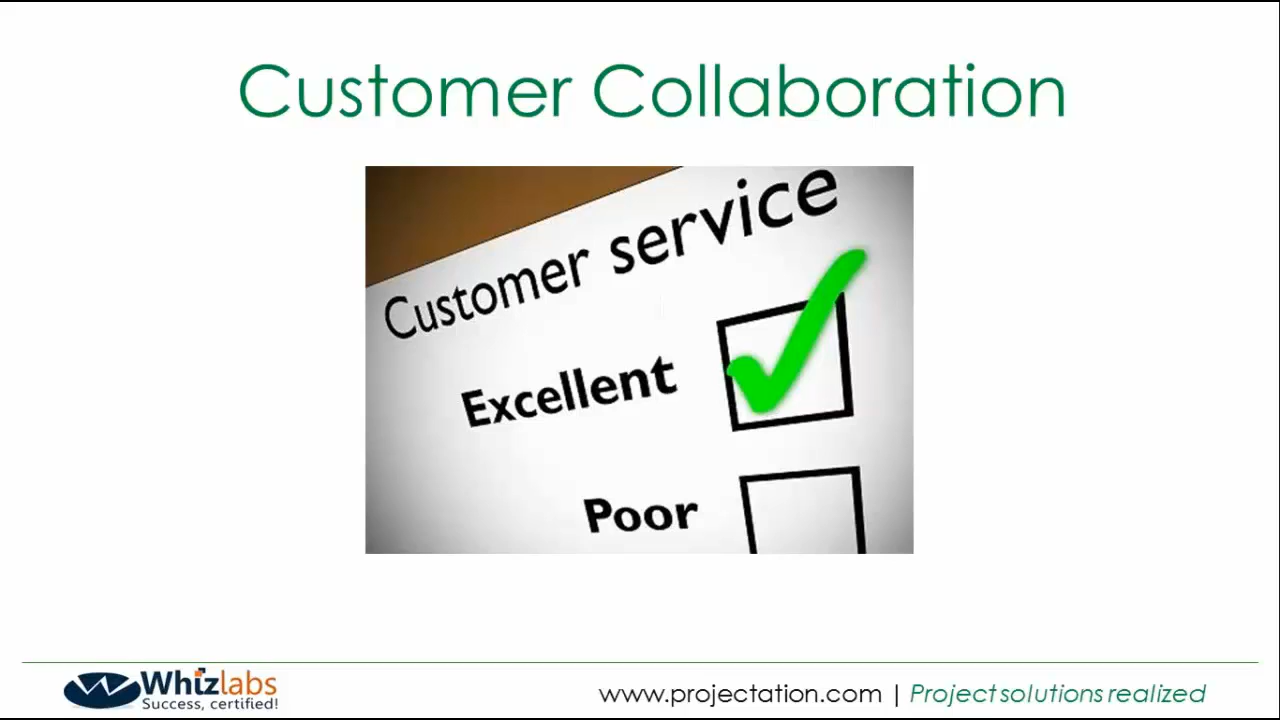 Customer Collaboration
Customer service
Excellent
Poor
Whizlabs
Success, certified!
www.projectation.com | Project solutions realized